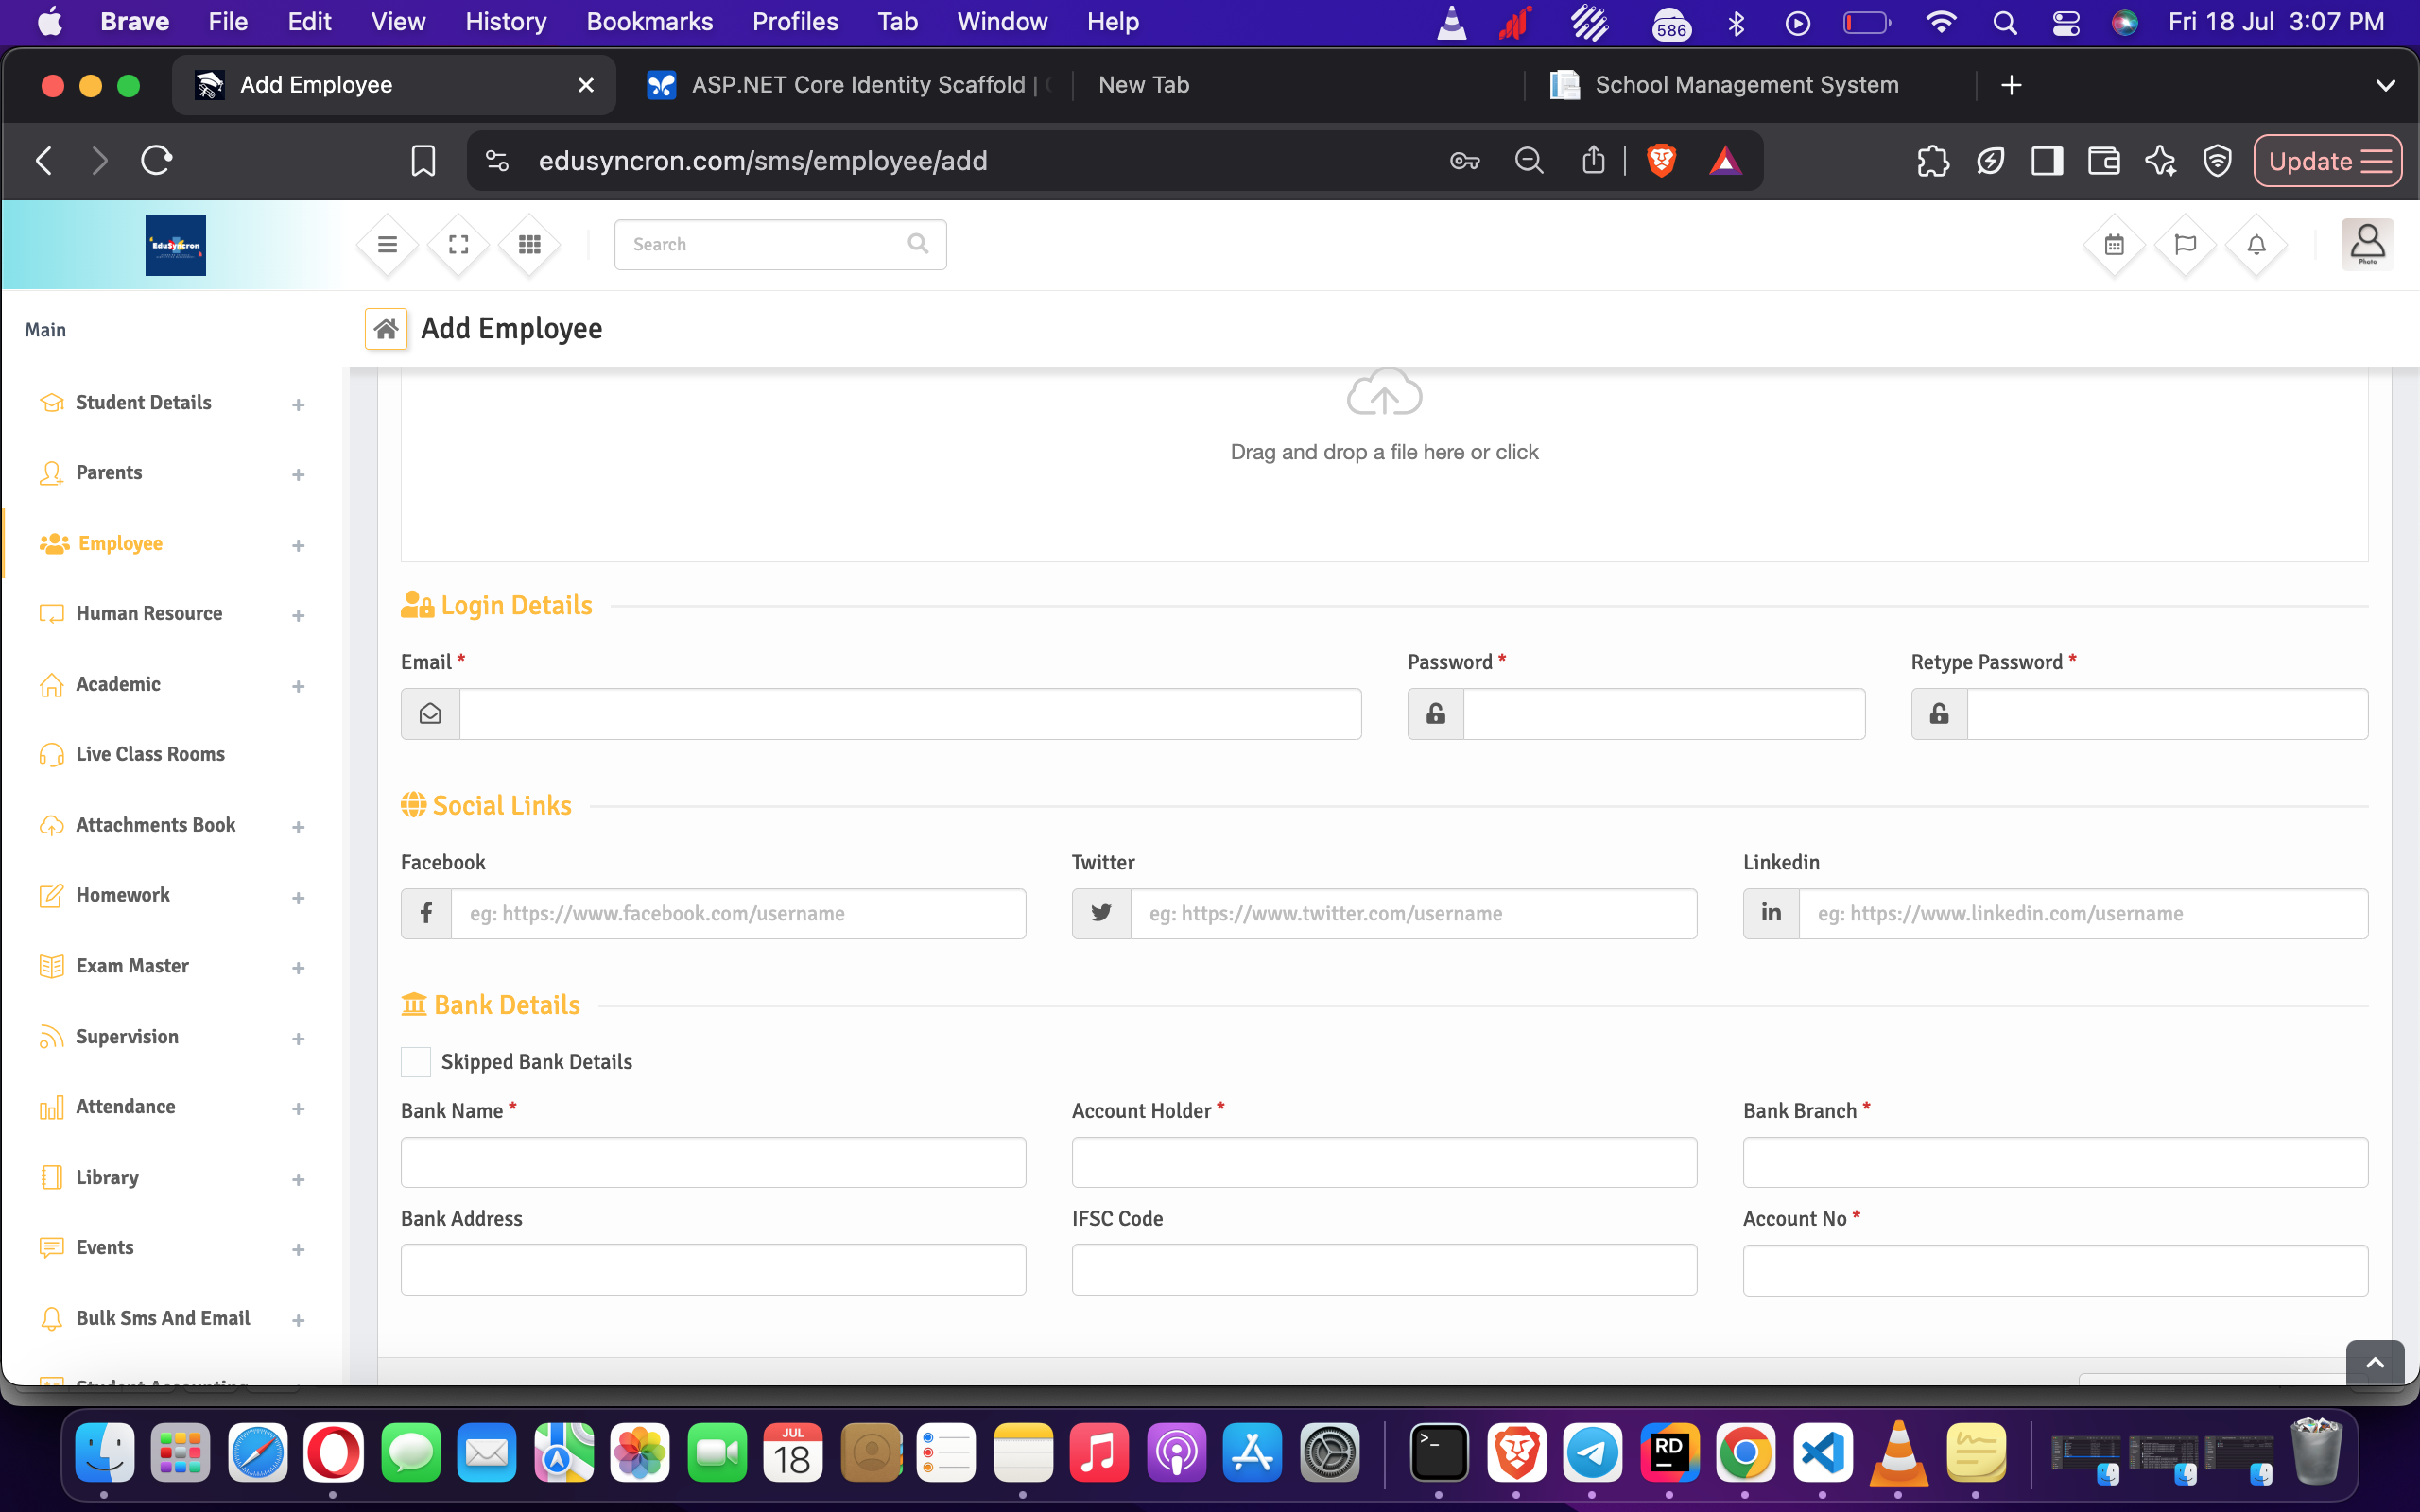 Brave File Edit View History Bookmarks Profiles Tab Window Help 586 Fri 18 Jul 3:07 PM
Add Employee ASP.NET Core Identity Scaffold | New Tab School Management System
edusyncron.com/sms/employee/add Update
EduSyncron Search Photo
Main
Add Employee
Student Details
Parents
Employee
Human Resource
Academic
Live Class Rooms
Attachments Book
Homework
Exam Master
Supervision
Attendance
Library
Events
Bulk Sms And Email
Student Accounting
Drag and drop a file here or click
Login Details
Email * Password * Retype Password *
Social Links
Facebook Twitter Linkedin
eg: https://www.facebook.com/username eg: https://www.twitter.com/username eg: https://www.linkedin.com/username
Bank Details
Skipped Bank Details
Bank Name * Account Holder * Bank Branch *
Bank Address IFSC Code Account No *
JUL
18
RD